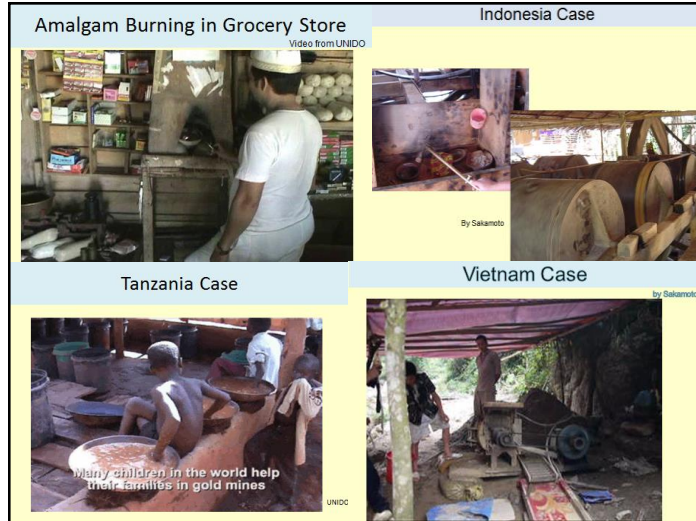 Amalgam Burning in Grocery Store
Video from UNIDO
Indonesia Case
By Sakamoto
Tanzania Case
Many children in the world help
their families in gold mines
UNIDO
Vietnam Case
by Sakamoto